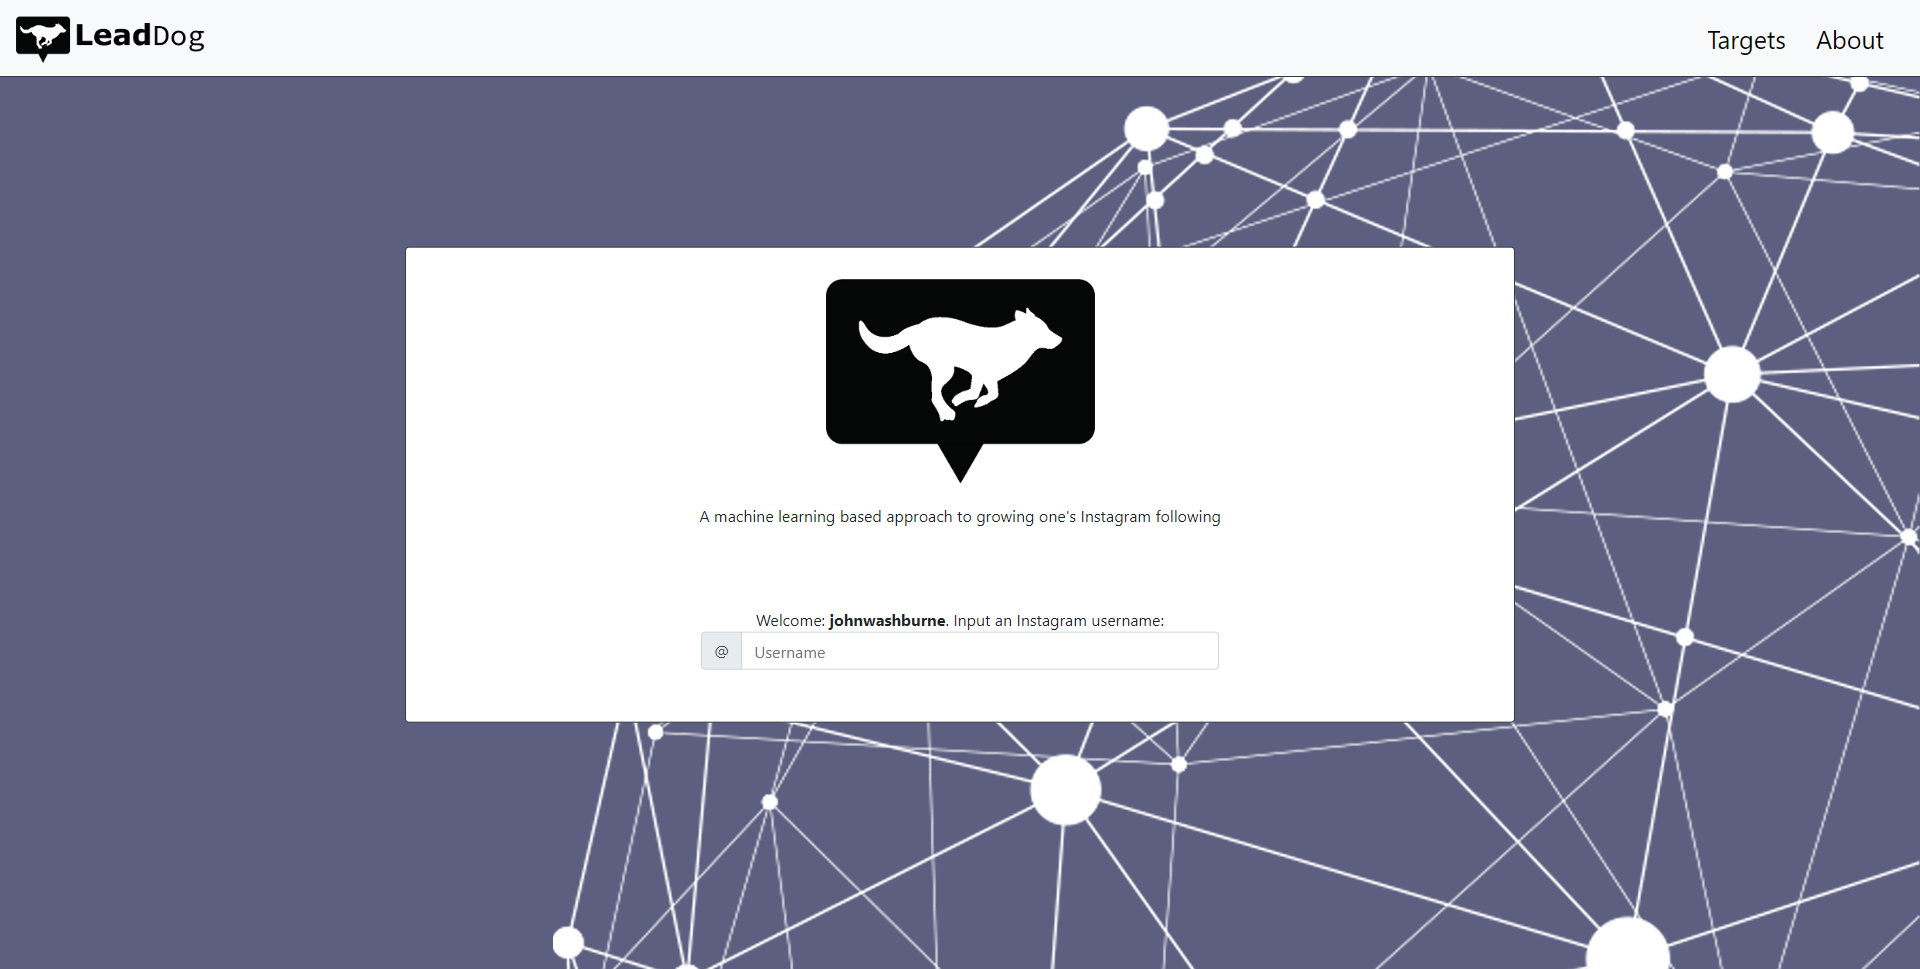 LeadDog
Targets
About
A machine learning based approach to growing one's Instagram following
Welcome: johnwashburne. Input an Instagram username:
@
Username